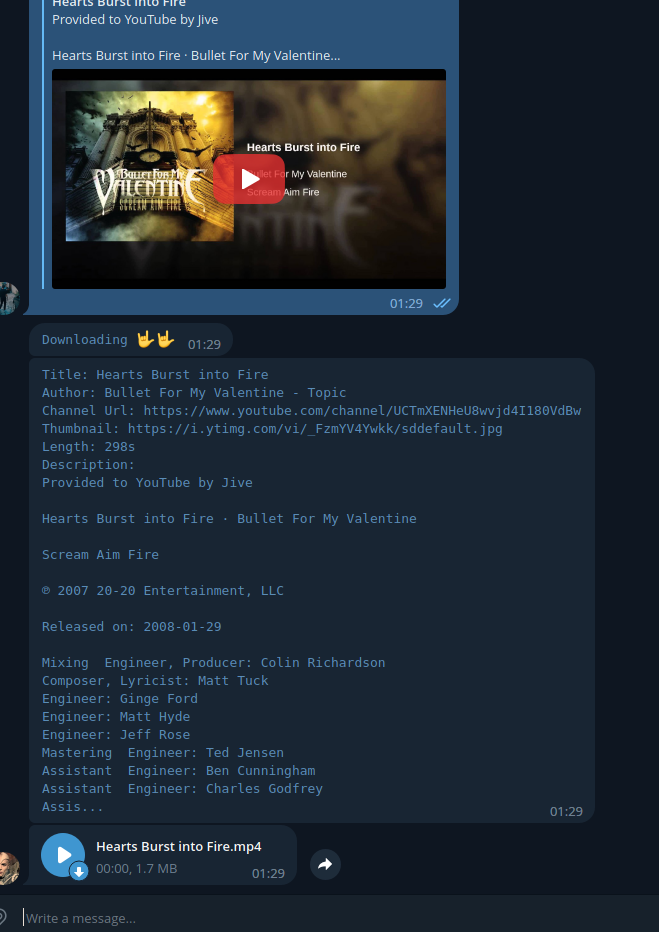 Hearts Burst into Fire
Provided to YouTube by Jive
Hearts Burst into Fire · Bullet For My Valentine...
BULLET FOR MY
VALENTINE
SCREAM AIM FIRE
Hearts Burst into Fire
Bullet For My Valentine
Scream Aim Fire
01:29
Downloading 🤟🤟 01:29
Title: Hearts Burst into Fire
Author: Bullet For My Valentine - Topic
Channel Url: https://www.youtube.com/channel/UCTmXENHeU8wvjd4I180VdBw
Thumbnail: https://i.ytimg.com/vi/_FzmYV4Ywkk/sddefault.jpg
Length: 298s
Description:
Provided to YouTube by Jive
Hearts Burst into Fire · Bullet For My Valentine
Scream Aim Fire
℗ 2007 20-20 Entertainment, LLC
Released on: 2008-01-29
Mixing  Engineer, Producer: Colin Richardson
Composer, Lyricist: Matt Tuck
Engineer: Ginge Ford
Engineer: Matt Hyde
Engineer: Jeff Rose
Mastering  Engineer: Ted Jensen
Assistant  Engineer: Ben Cunningham
Assistant  Engineer: Charles Godfrey
Assis...
01:29
Hearts Burst into Fire.mp4
00:00, 1.7 MB
01:29
Write a message...